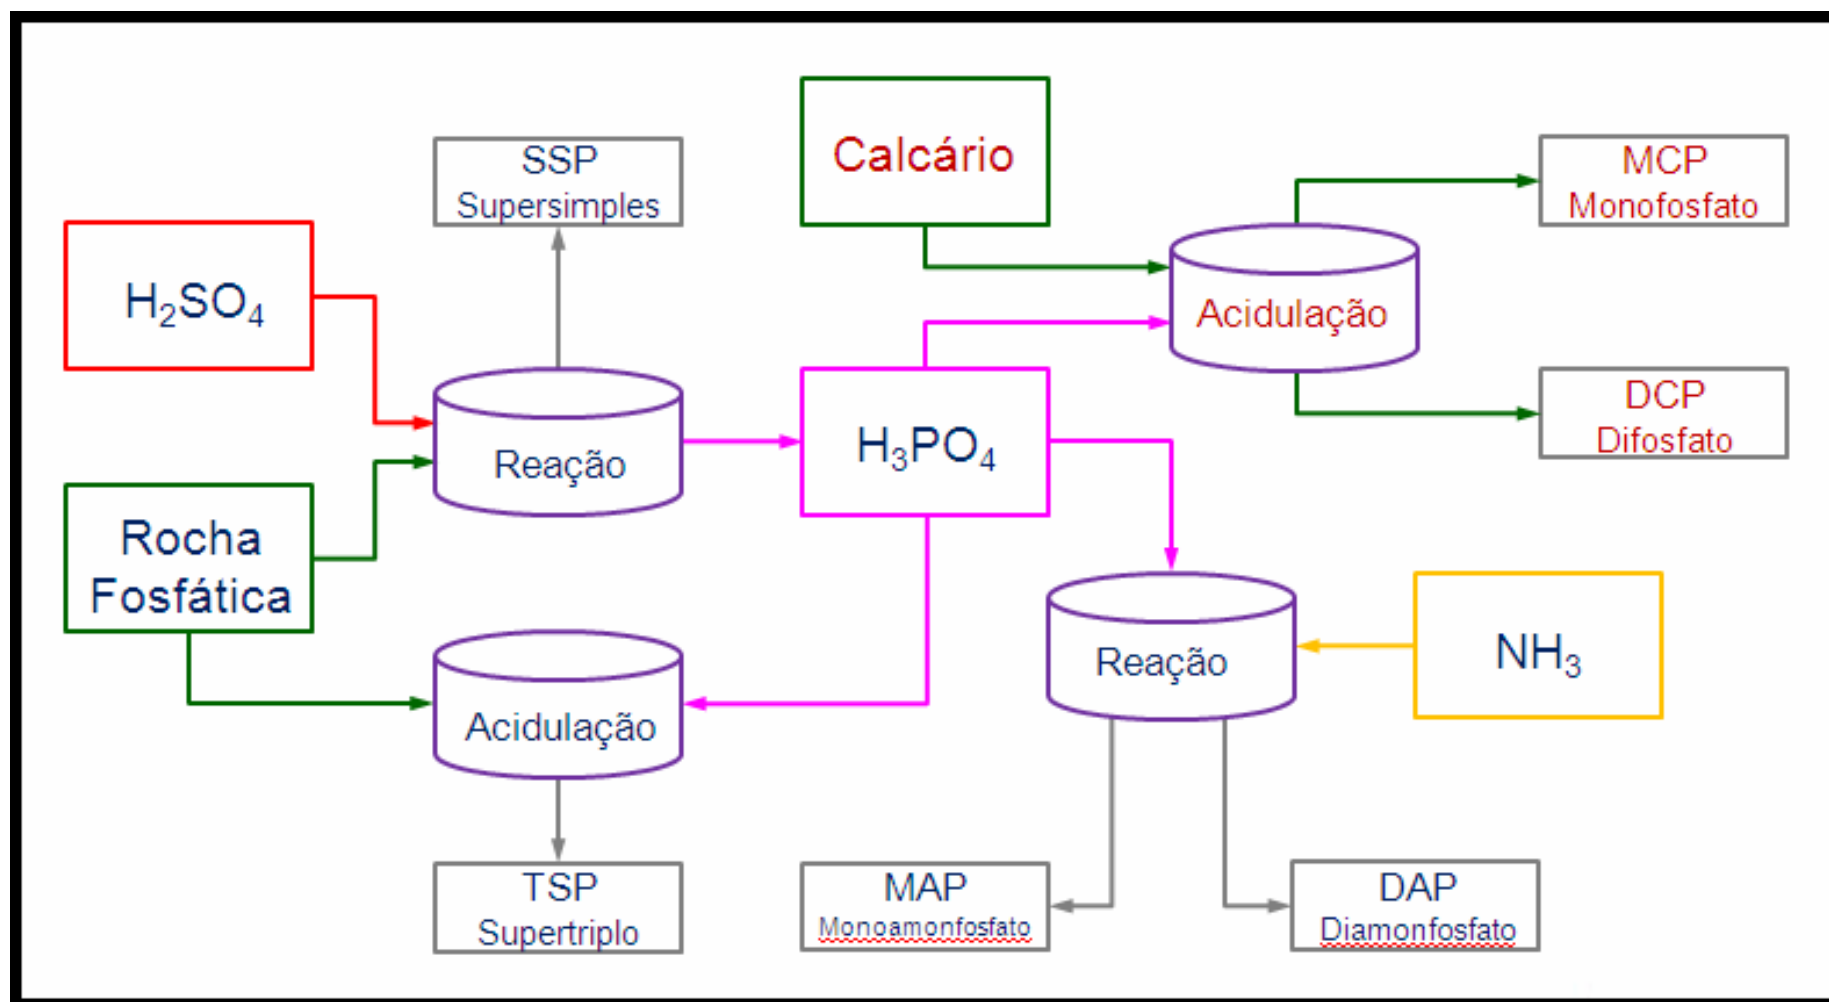 SSP
Supersimples
Calcário
MCP
Monofosfato
H₂SO₄
Acidulação
Reação
H₃PO₄
DCP
Difosfato
Rocha
Fosfática
Acidulação
Reação
NH₃
TSP
Supertriplo
MAP
Monoamonfosfato
DAP
Diamonfosfato